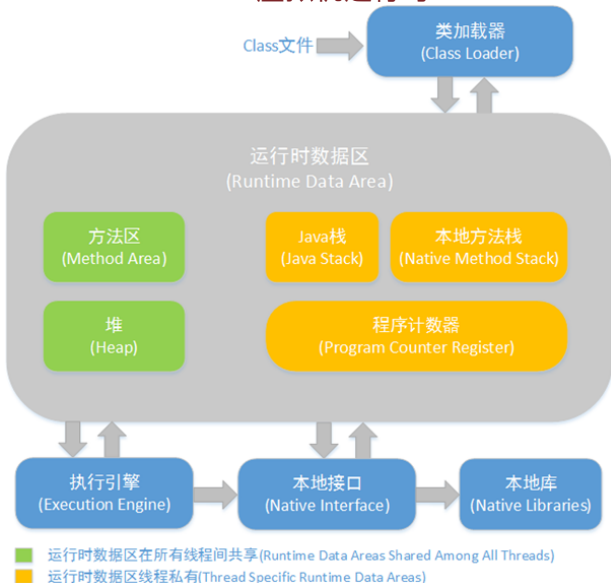 类加载器
Class文件
(Class Loader)
运行时数据区
(Runtime Data Area)
方法区
(Method Area)
Java栈
(Java Stack)
本地方法栈
(Native Method Stack)
堆
(Heap)
程序计数器
(Program Counter Register)
执行引擎
(Execution Engine)
本地接口
(Native Interface)
本地库
(Native Libraries)
运行时数据区在所有线程间共享(Runtime Data Areas Shared Among All Threads)
运行时数据区线程私有(Thread Specific Runtime Data Areas)